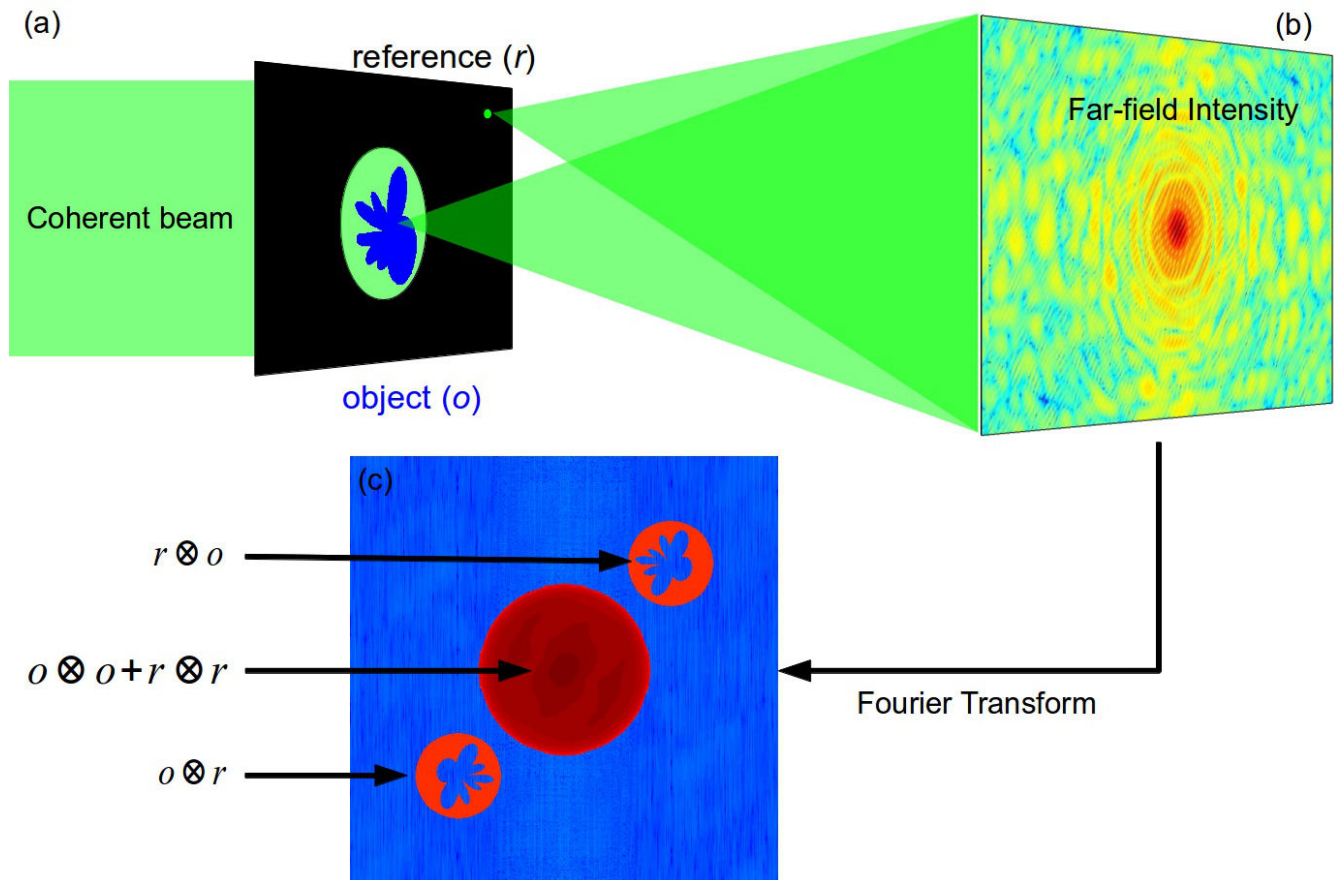 (a)
(b)
reference (r)
Far-field Intensity
Coherent beam
object (o)
(c)
r ⊗ o
o ⊗ o + r ⊗ r
Fourier Transform
o ⊗ r